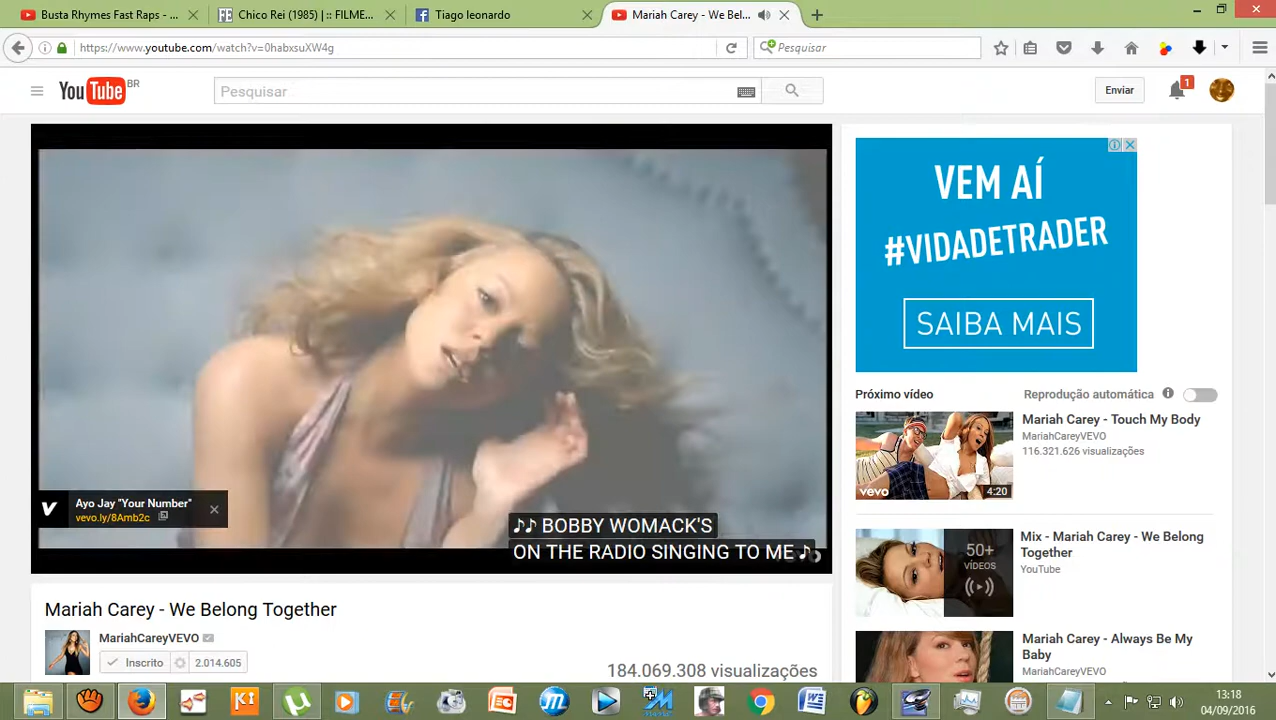 Busta Rhymes Fast Raps - ...
Chico Rei (1985) | :: FILME...
Tiago leonardo
Mariah Carey - We Bel...
https://www.youtube.com/watch?v=0habxsuXW4g
Pesquisar
YouTube BR
Pesquisar
Enviar
1
VEM AÍ
#VIDADETRADER
SAIBA MAIS
Ayo Jay "Your Number"
vevo.ly/8Amb2c
♪♪ BOBBY WOMACK'S
ON THE RADIO SINGING TO ME ♪
Mariah Carey - We Belong Together
MariahCareyVEVO
Inscrito 2.014.605
184.069.308 visualizações
Próximo vídeo Reprodução automática
Mariah Carey - Touch My Body
MariahCareyVEVO
116.321.626 visualizações
vevo 4:20
Mix - Mariah Carey - We Belong
Together
YouTube
50+
VÍDEOS
Mariah Carey - Always Be My
Baby
MariahCareyVEVO
K1
13:18
04/09/2016